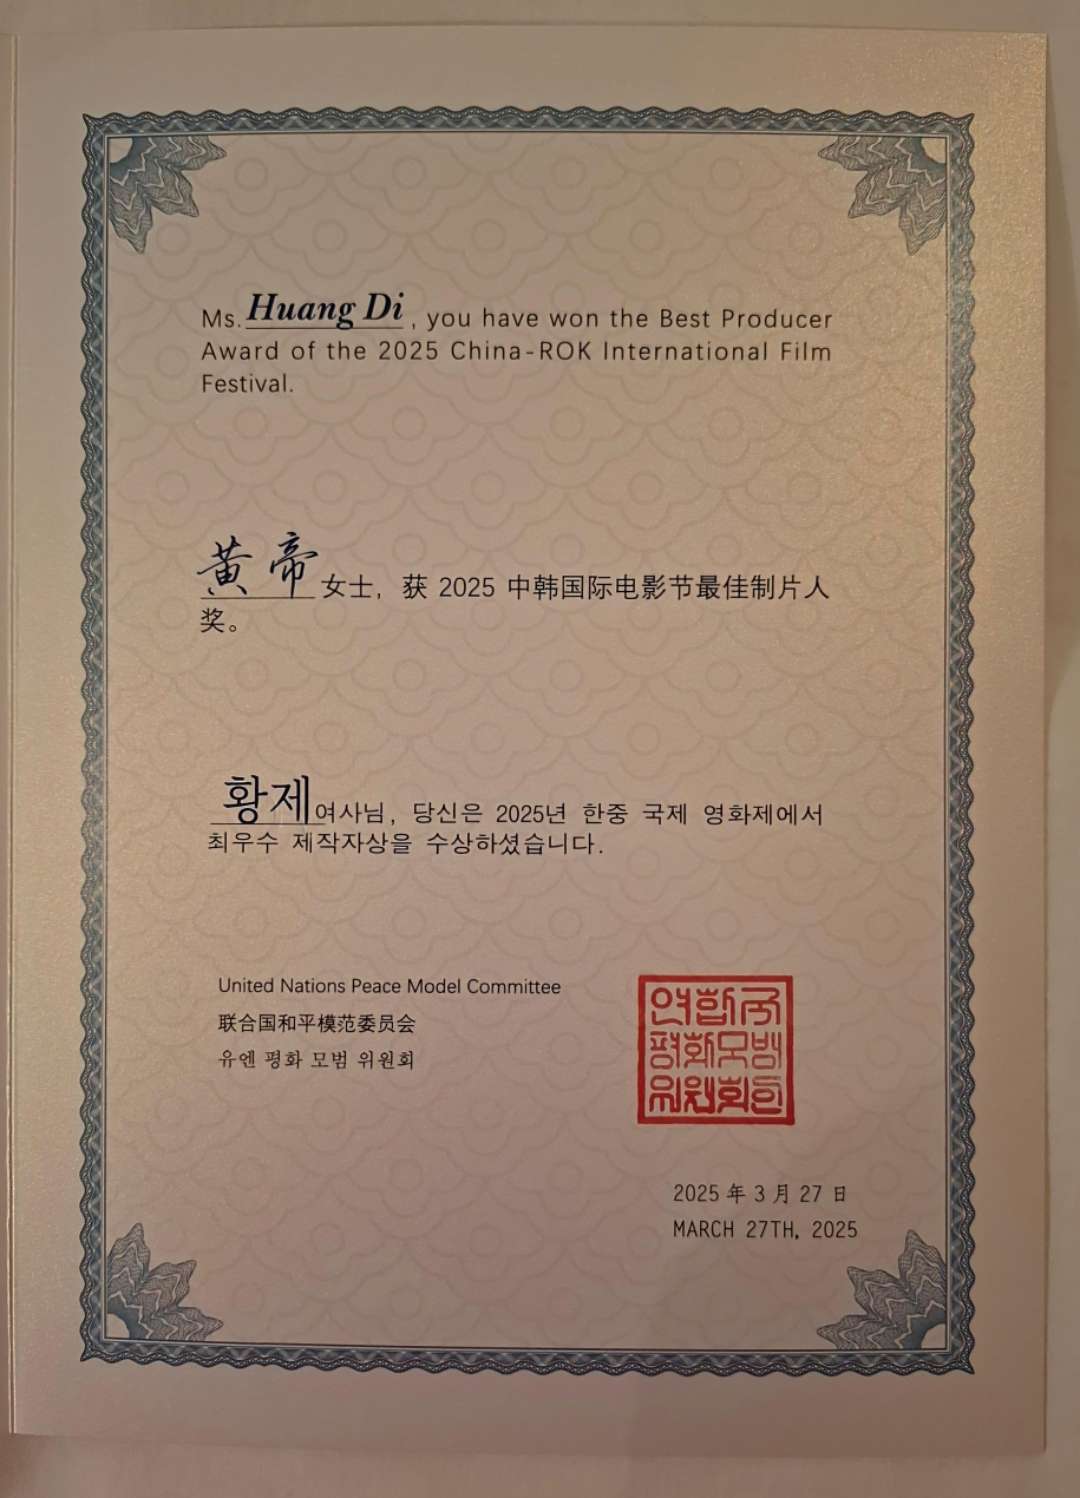 Ms. Huang Di, you have won the Best Producer
Award of the 2025 China-ROK International Film
Festival.
黄帝女士，获 2025 中韩国际电影节最佳制片人
奖。
황제여사님, 당신은 2025년 한중 국제 영화제에서
최우수 제작자상을 수상하셨습니다.
United Nations Peace Model Committee
联合国和平模范委员会
유엔 평화 모범 위원회
2025 年 3 月 27 日
MARCH 27TH, 2025